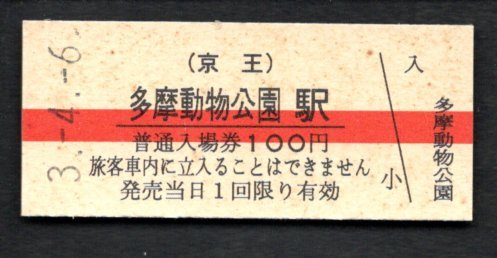 3.-4.-6.
(京王)
多摩動物公園駅
普通入場券100円
旅客車内に立入ることはできません
発売当日1回限り有効
入
小
多摩動物公園